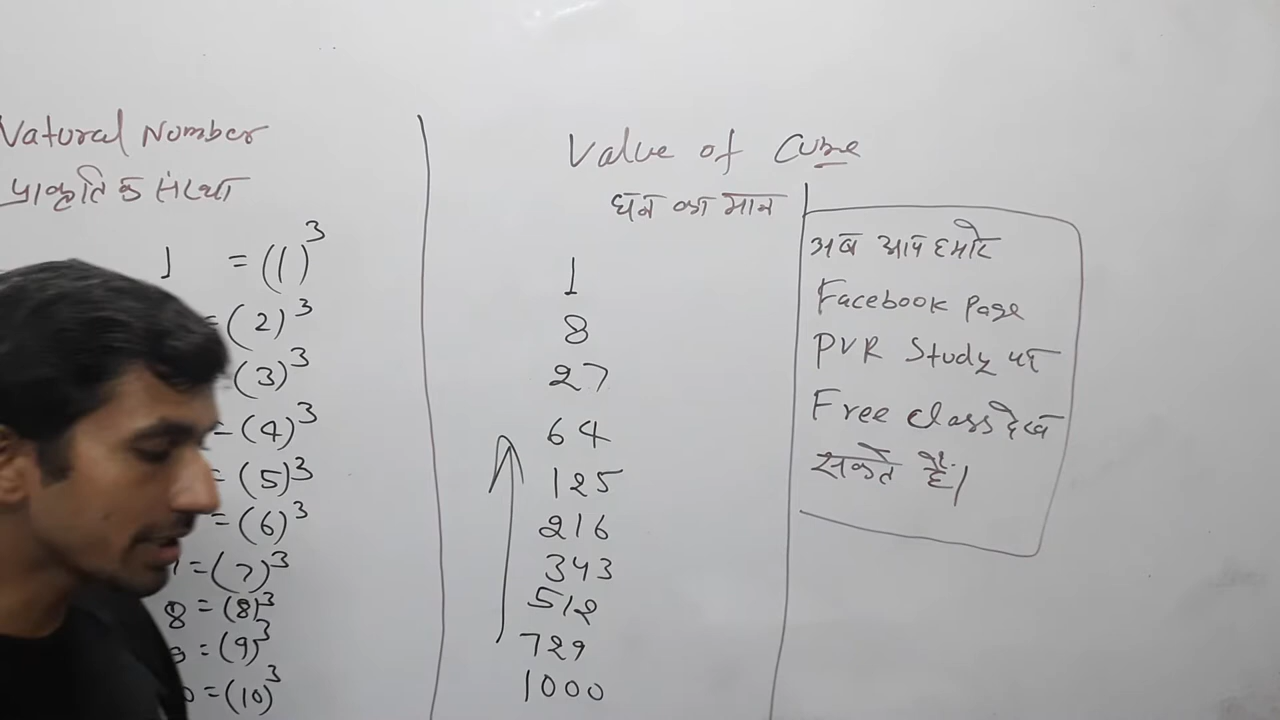 Natural Number
प्राकृतिक संख्या
1 = (1)³
= (2)³
(3)³
= (4)³
= (5)³
= (6)³
= (7)³
8 = (8)³
9 = (9)³
= (10)³
Value of Cube
घन का मान
1
8
27
64
125
216
343
512
729
1000
अब आप हमारे
Facebook Page
PVR Study पर
Free class देख
सकते हैं।